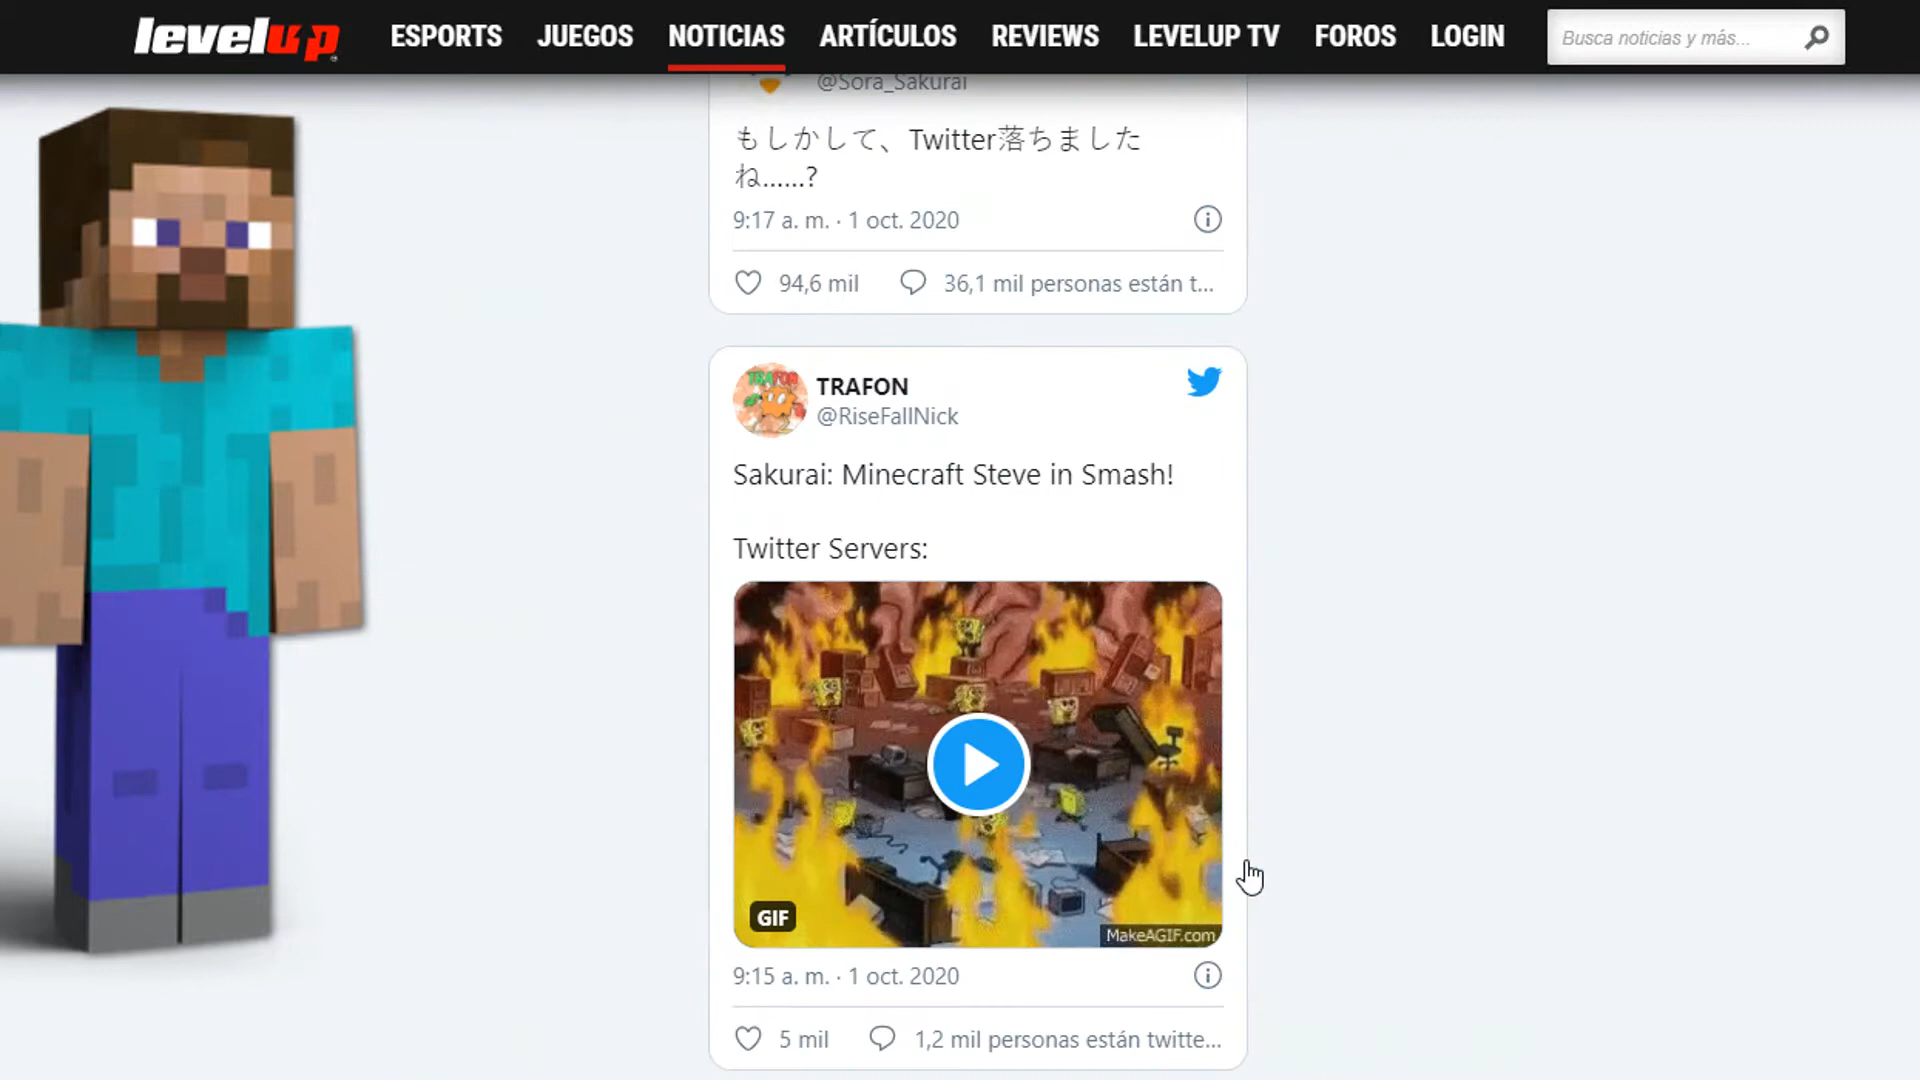 levelup ESPORTS JUEGOS NOTICIAS ARTÍCULOS REVIEWS LEVELUP TV FOROS LOGIN Busca noticias y más...
@Sora_Sakurai
もしかして、Twitter落ちました
ね......?
9:17 a. m. · 1 oct. 2020
94,6 mil 36,1 mil personas están t...
TRAFON
@RiseFallNick
Sakurai: Minecraft Steve in Smash!
Twitter Servers:
GIF
MakeAGIF.com
9:15 a. m. · 1 oct. 2020
5 mil 1,2 mil personas están twitte...